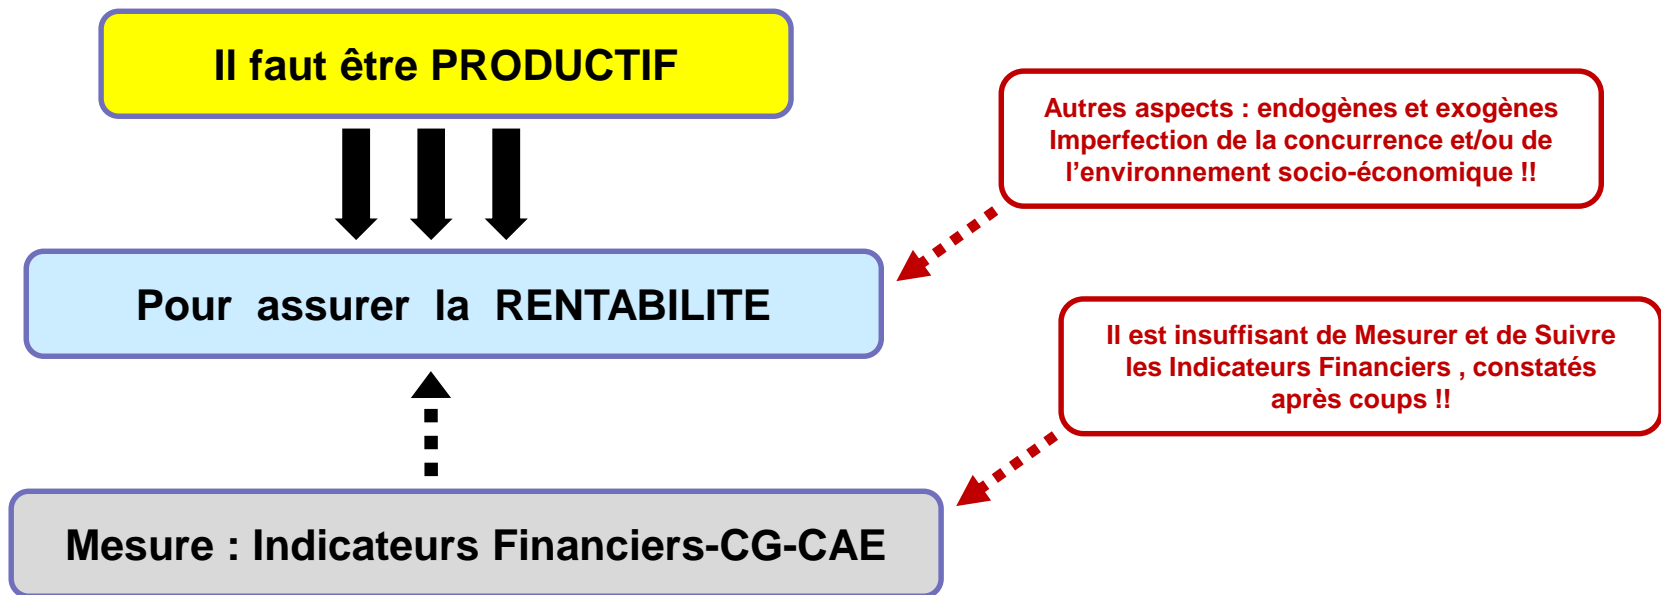 Il faut être PRODUCTIF
Autres aspects : endogènes et exogènes
Imperfection de la concurrence et/ou de
l'environnement socio-économique !!
Pour assurer la RENTABILITE
Il est insuffisant de Mesurer et de Suivre
les Indicateurs Financiers , constatés
après coups !!
Mesure : Indicateurs Financiers-CG-CAE